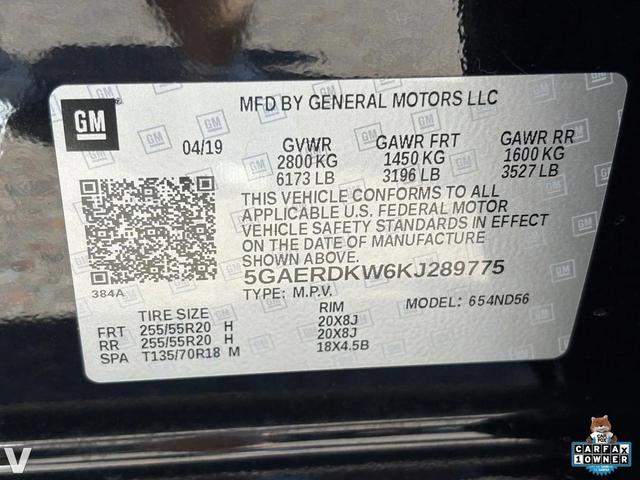 GM
MFD BY GENERAL MOTORS LLC
04/19
GVWR
2800 KG
6173 LB
GAWR FRT
1450 KG
3196 LB
GAWR RR
1600 KG
3527 LB
THIS VEHICLE CONFORMS TO ALL
APPLICABLE U.S. FEDERAL MOTOR
VEHICLE SAFETY STANDARDS IN EFFECT
ON THE DATE OF MANUFACTURE
SHOWN ABOVE.
384A
5GAERDKW6KJ289775
TYPE: M.P.V.
MODEL: 654ND56
TIRE SIZE RIM
FRT 255/55R20 H 20X8J
RR 255/55R20 H 20X8J
SPA T135/70R18 M 18X4.5B
V
CARFAX
1 OWNER